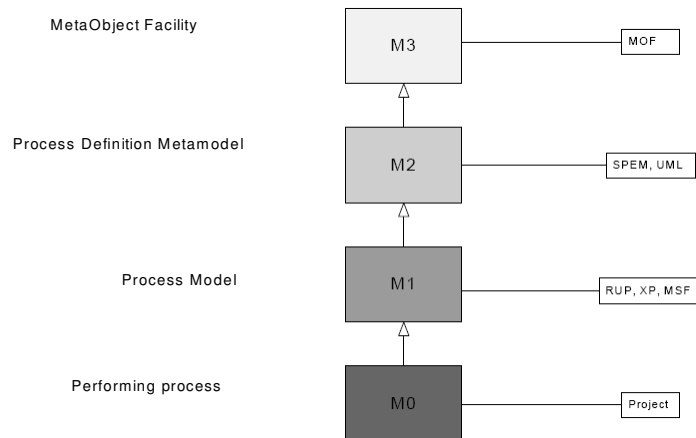 MetaObject Facility
M3
MOF
Process Definition Metamodel
M2
SPEM, UML
Process Model
M1
RUP, XP, MSF
Performing process
M0
Project